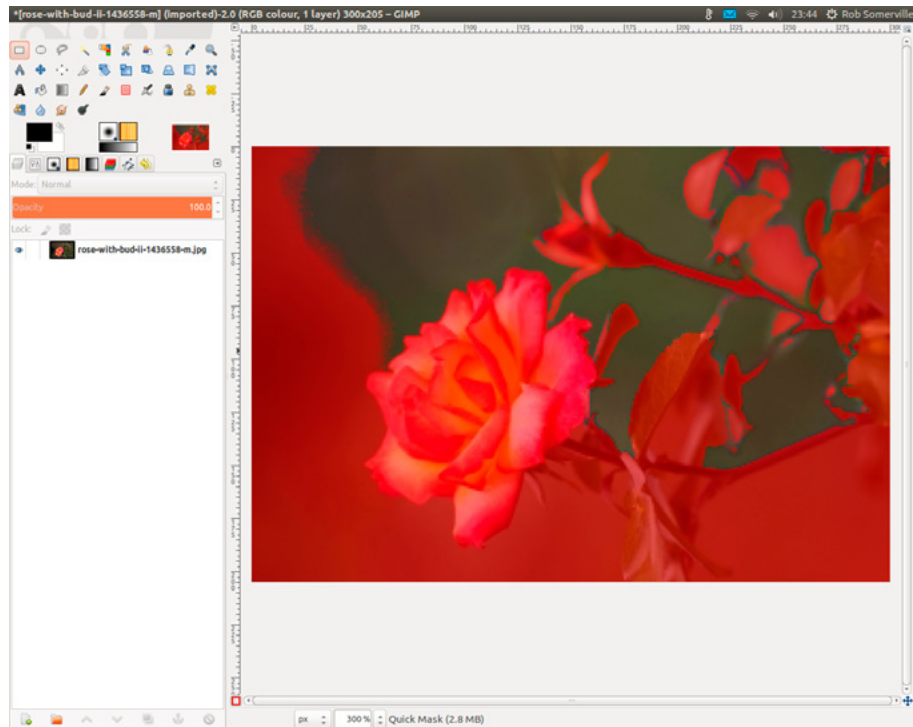 *[rose-with-bud-ii-1436558-m] (imported)-2.0 (RGB colour, 1 layer) 300x205 – GIMP
23:44 Rob Somerville
Mode: Normal
Opacity 100.0
Lock:
rose-with-bud-ii-1436558-m.jpg
px 300 % Quick Mask (2.8 MB)